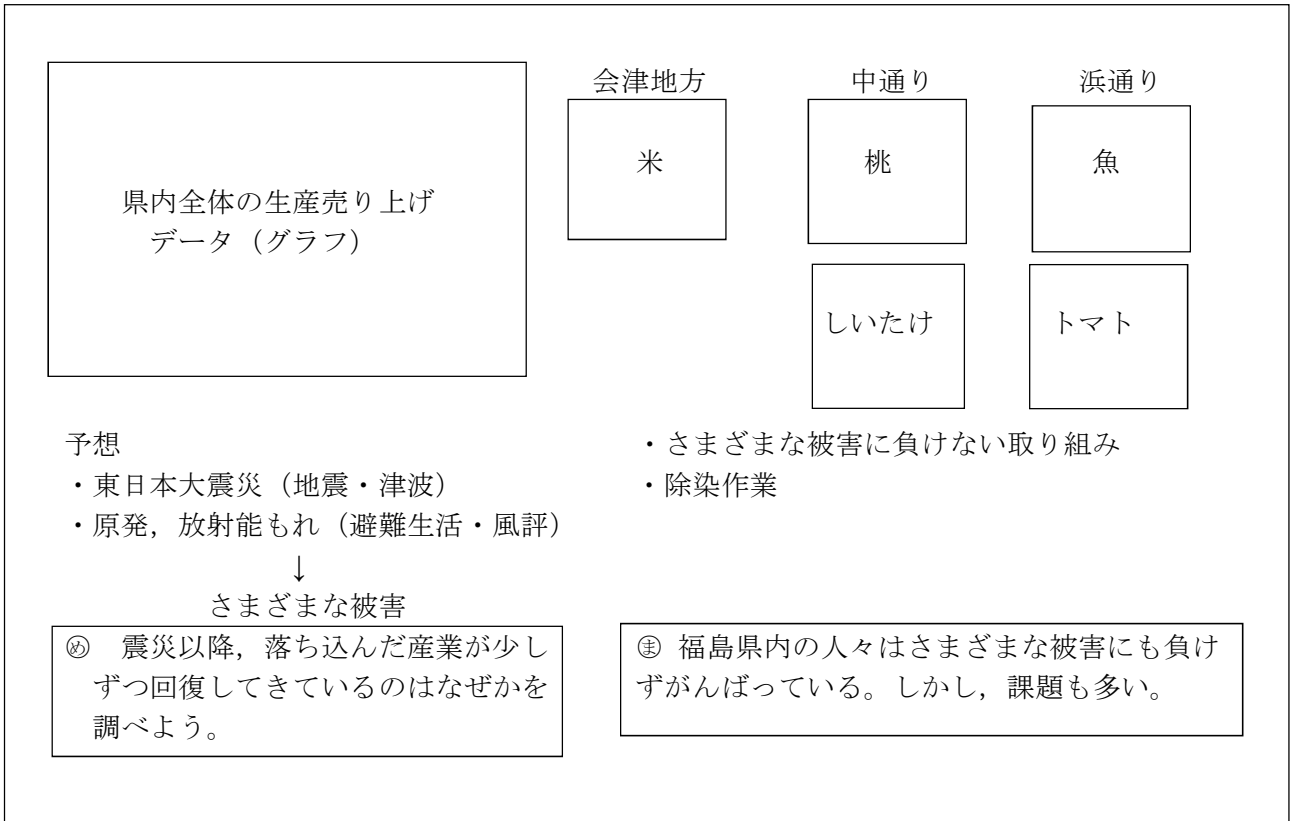 県内全体の生産売り上げ
データ（グラフ）
会津地方
米
中通り
桃
しいたけ
浜通り
魚
トマト
予想
・東日本大震災（地震・津波）
・原発，放射能もれ（避難生活・風評）
↓
さまざまな被害
㋱　震災以降，落ち込んだ産業が少し
ずつ回復してきているのはなぜかを
調べよう。
・さまざまな被害に負けない取り組み
・除染作業
㋮ 福島県内の人々はさまざまな被害にも負け
ずがんばっている。しかし，課題も多い。